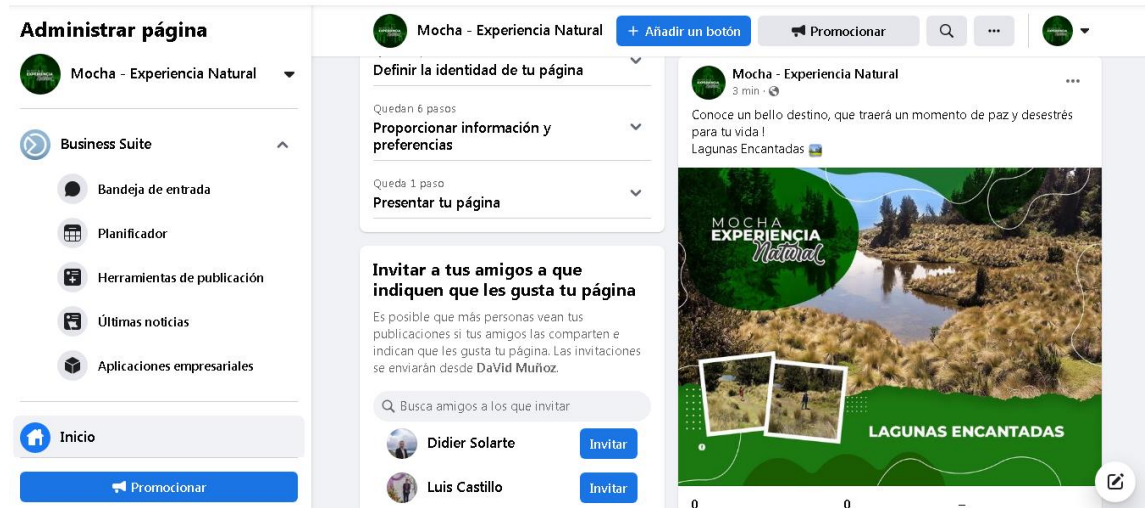 Administrar página
Mocha - Experiencia Natural
Business Suite
Bandeja de entrada
Planificador
Herramientas de publicación
Últimas noticias
Aplicaciones empresariales
Inicio
Promocionar
Mocha - Experiencia Natural
+ Añadir un botón
Promocionar
Definir la identidad de tu página
Quedan 6 pasos
Proporcionar información y
preferencias
Queda 1 paso
Presentar tu página
Invitar a tus amigos a que
indiquen que les gusta tu página
Es posible que más personas vean tus
publicaciones si tus amigos las comparten e
indican que les gusta tu página. Las invitaciones
se enviarán desde DaVid Muñoz.
Busca amigos a los que invitar
Didier Solarte
Invitar
Luis Castillo
Invitar
Mocha - Experiencia Natural
3 min ·
Conoce un bello destino, que traerá un momento de paz y desestrés
para tu vida !
Lagunas Encantadas
MOCHA
EXPERIENCIA
Natural
LAGUNAS ENCANTADAS
0
0
–